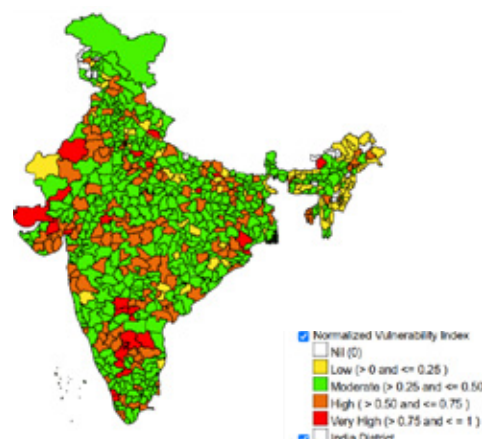 Normalized Vulnerability Index
Nil (0)
Low (> 0 and <= 0.25 )
Moderate (> 0.25 and <= 0.50
High ( > 0.50 and <= 0.75 )
Very High (> 0.75 and < = 1 )
India District